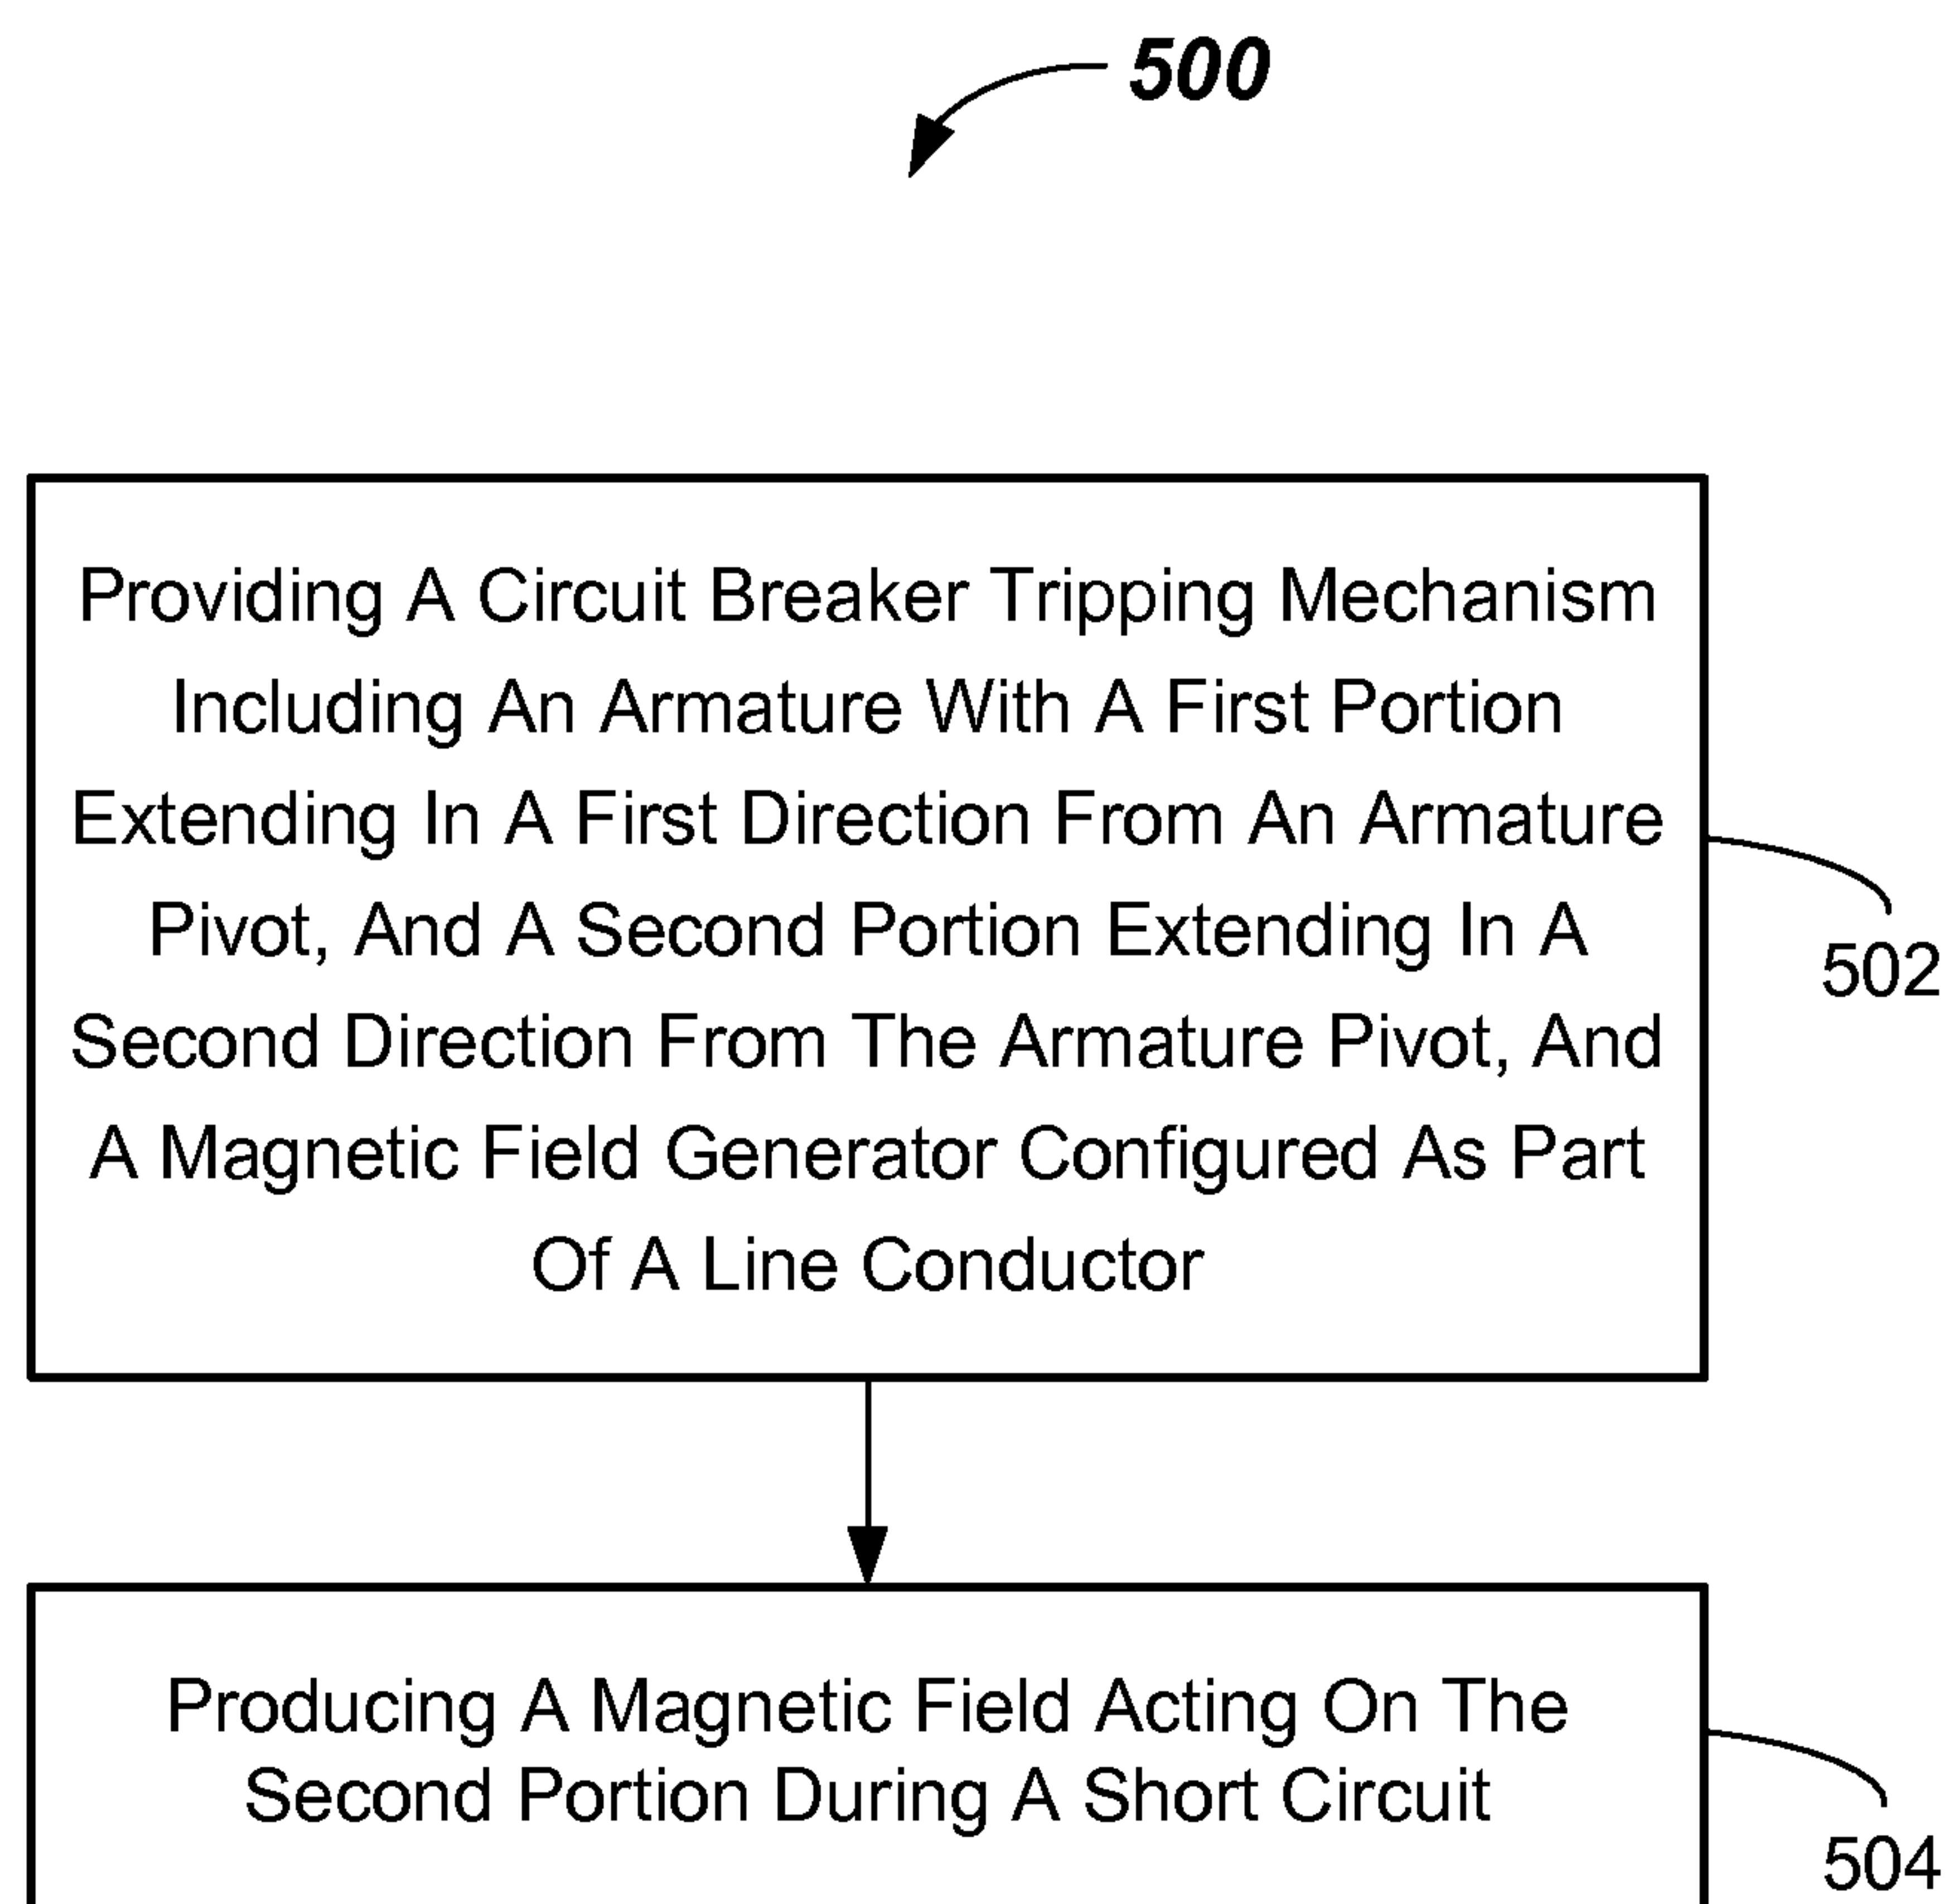 500
Providing A Circuit Breaker Tripping Mechanism
Including An Armature With A First Portion
Extending In A First Direction From An Armature
Pivot, And A Second Portion Extending In A
Second Direction From The Armature Pivot, And
A Magnetic Field Generator Configured As Part
Of A Line Conductor
502
Producing A Magnetic Field Acting On The
Second Portion During A Short Circuit
504